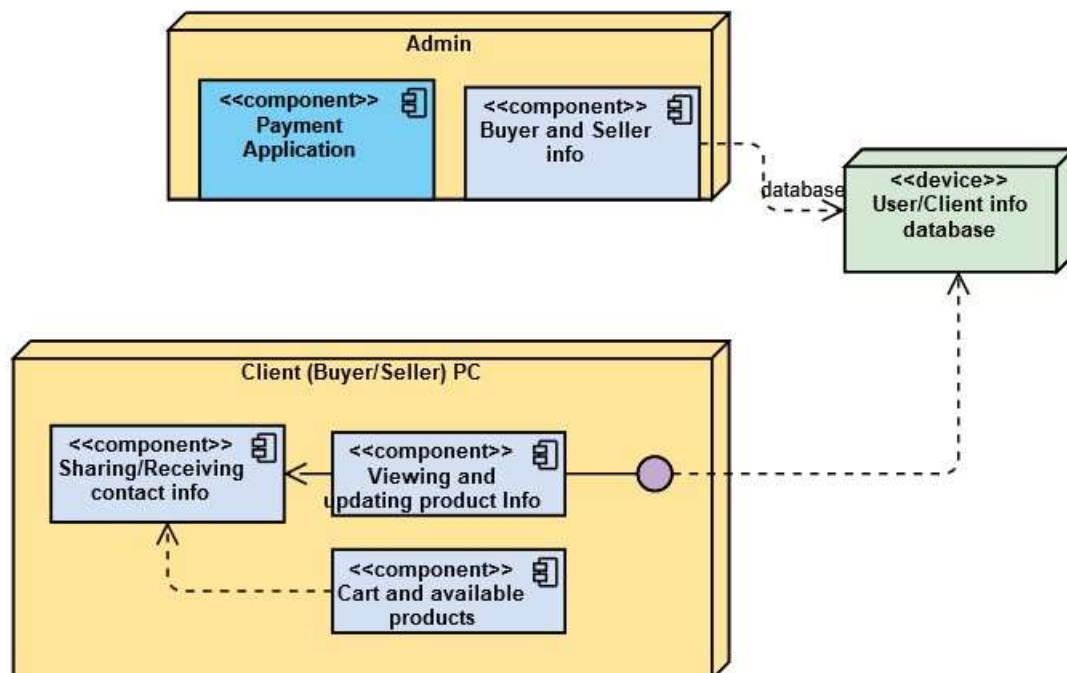 Admin
<<component>>
Payment
Application
<<component>>
Buyer and Seller
info
database
<<device>>
User/Client info
database
Client (Buyer/Seller) PC
<<component>>
Sharing/Receiving
contact info
<<component>>
Viewing and
updating product Info
<<component>>
Cart and available
products